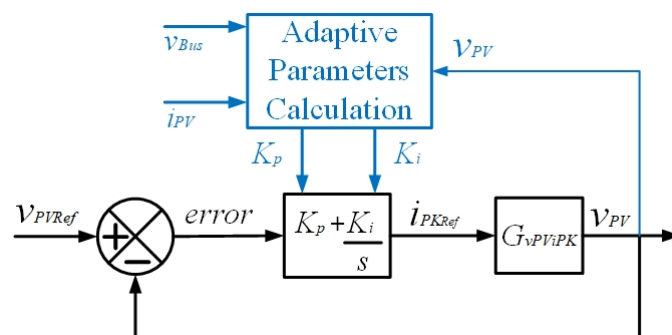 Adaptive
Parameters
Calculation
vBus
iPV
vPV
Kp
Ki
vPVRef
+
−
error
Kp + Ki
s
iPKRef
GvPViPK
vPV